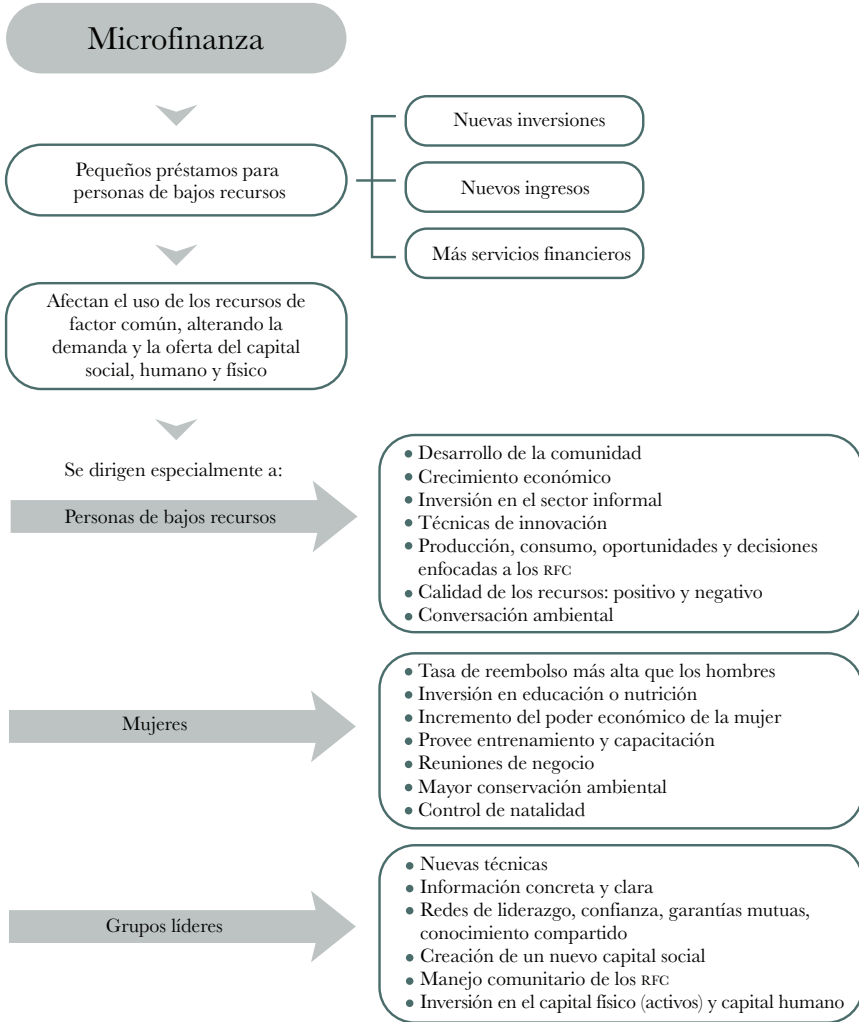 Microfinanza
Pequeños préstamos para
personas de bajos recursos
Nuevas inversiones
Nuevos ingresos
Más servicios financieros
Afectan el uso de los recursos de
factor común, alterando la
demanda y la oferta del capital
social, humano y físico
Se dirigen especialmente a:
Personas de bajos recursos
• Desarrollo de la comunidad
• Crecimiento económico
• Inversión en el sector informal
• Técnicas de innovación
• Producción, consumo, oportunidades y decisiones
enfocadas a los RFC
• Calidad de los recursos: positivo y negativo
• Conversación ambiental
Mujeres
• Tasa de reembolso más alta que los hombres
• Inversión en educación o nutrición
• Incremento del poder económico de la mujer
• Provee entrenamiento y capacitación
• Reuniones de negocio
• Mayor conservación ambiental
• Control de natalidad
Grupos líderes
• Nuevas técnicas
• Información concreta y clara
• Redes de liderazgo, confianza, garantías mutuas,
conocimiento compartido
• Creación de un nuevo capital social
• Manejo comunitario de los RFC
• Inversión en el capital físico (activos) y capital humano